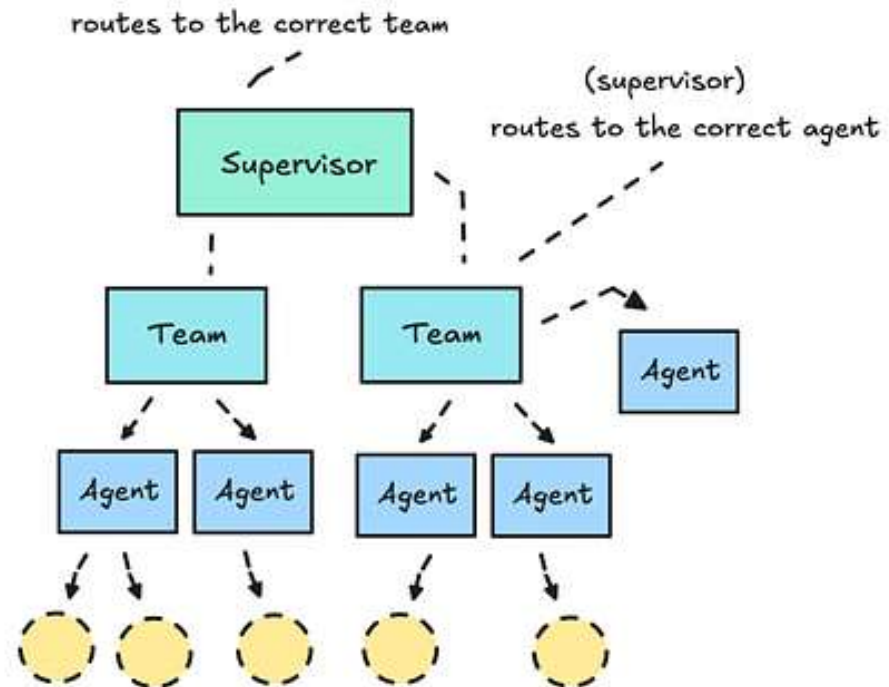 routes to the correct team
(supervisor)
routes to the correct agent
Supervisor
Team
Team
Agent
Agent
Agent
Agent
Agent